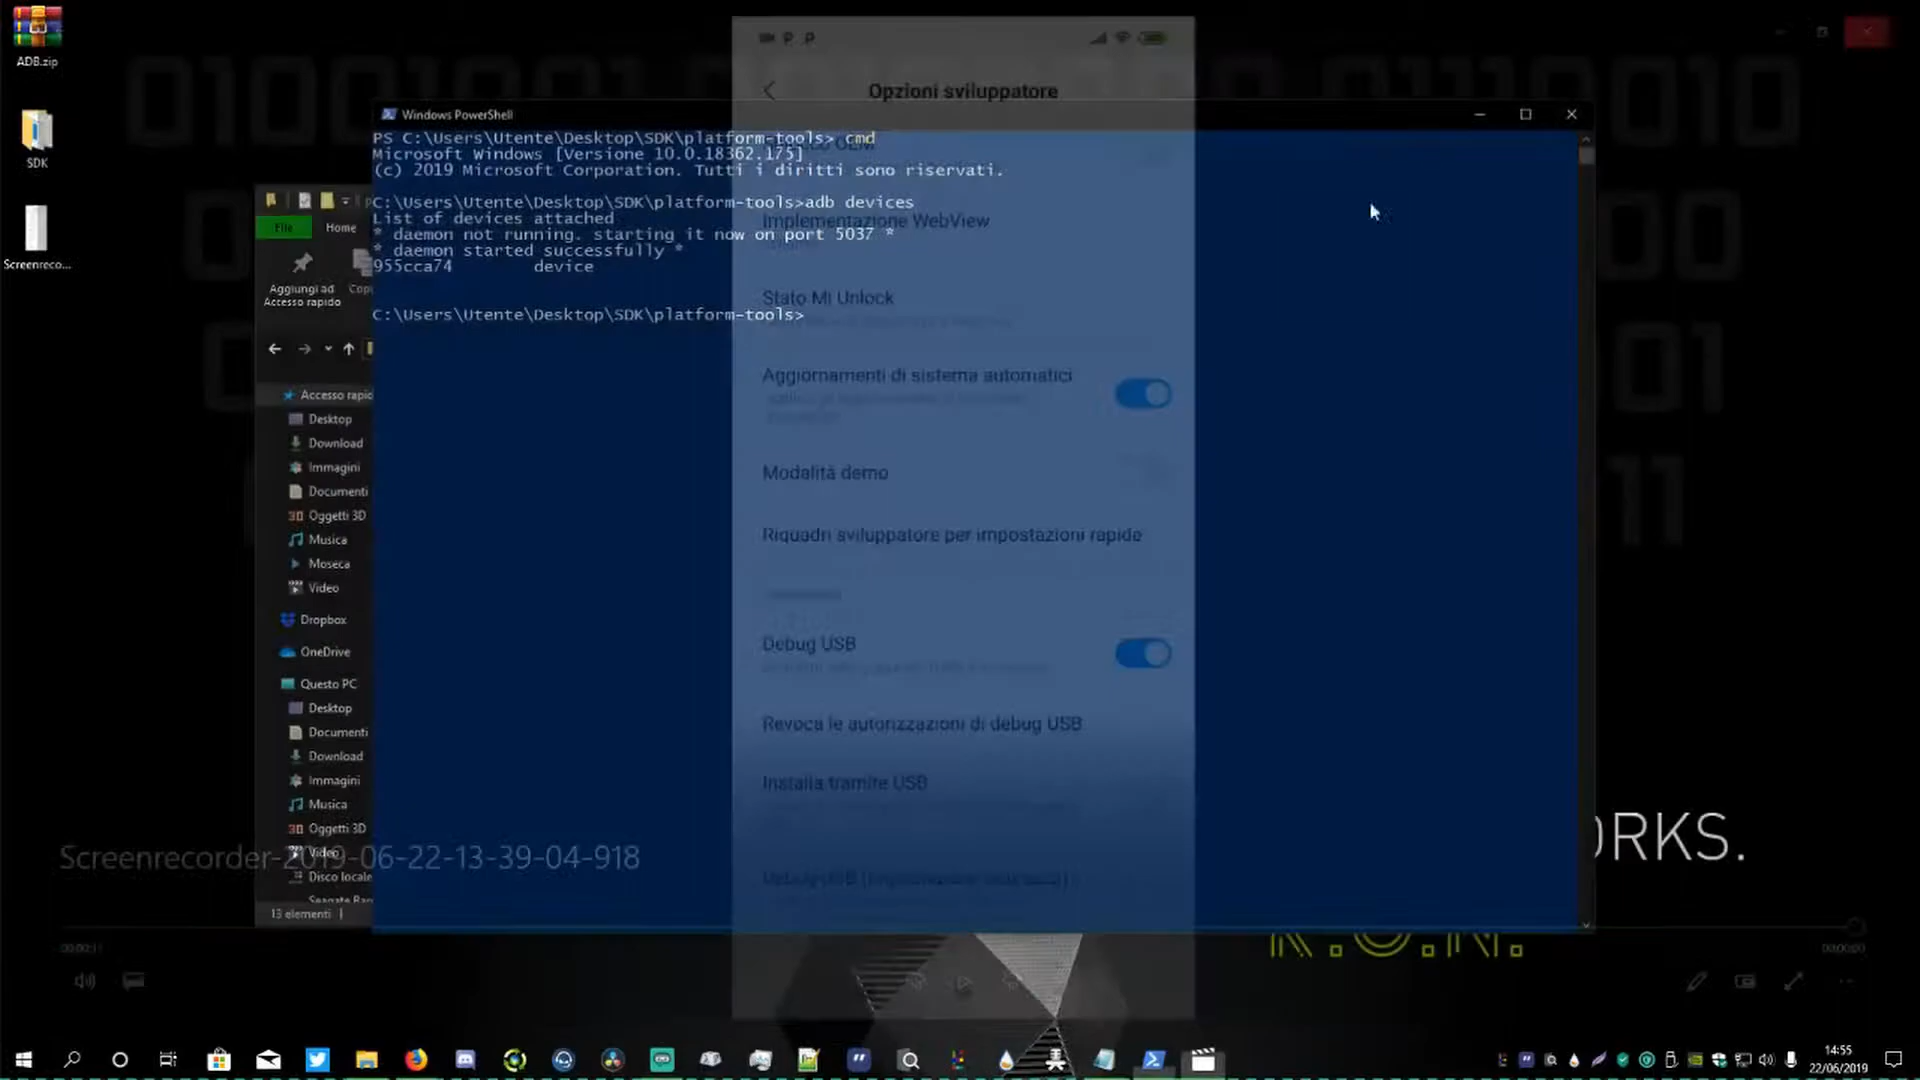 ADB.zip
SDK
Screenreco...
Opzioni sviluppatore
Windows PowerShell
PS C:\Users\Utente\Desktop\SDK\platform-tools> cmd
Microsoft Windows [Versione 10.0.18362.175]
(c) 2019 Microsoft Corporation. Tutti i diritti sono riservati.
C:\Users\Utente\Desktop\SDK\platform-tools>adb devices
List of devices attached
* daemon not running. starting it now on port 5037 *
* daemon started successfully *
955cca74 device
C:\Users\Utente\Desktop\SDK\platform-tools>
Implementazione WebView
Stato Mi Unlock
Aggiornamenti di sistema automatici
Modalità demo
Riquadri sviluppatore per impostazioni rapide
Debug USB
Revoca le autorizzazioni di debug USB
Installa tramite USB
File
Home
Aggiungi ad
Accesso rapido
Accesso rapid
Desktop
Download
Immagini
Documenti
Oggetti 3D
Musica
Moseca
Video
Dropbox
OneDrive
Questo PC
Desktop
Documenti
Download
Immagini
Musica
Oggetti 3D
Video
Disco locale
13 elementi
Screenrecorder-2019-06-22-13-39-04-918
ORKS.
R.O.N.
14:55
22/06/2019